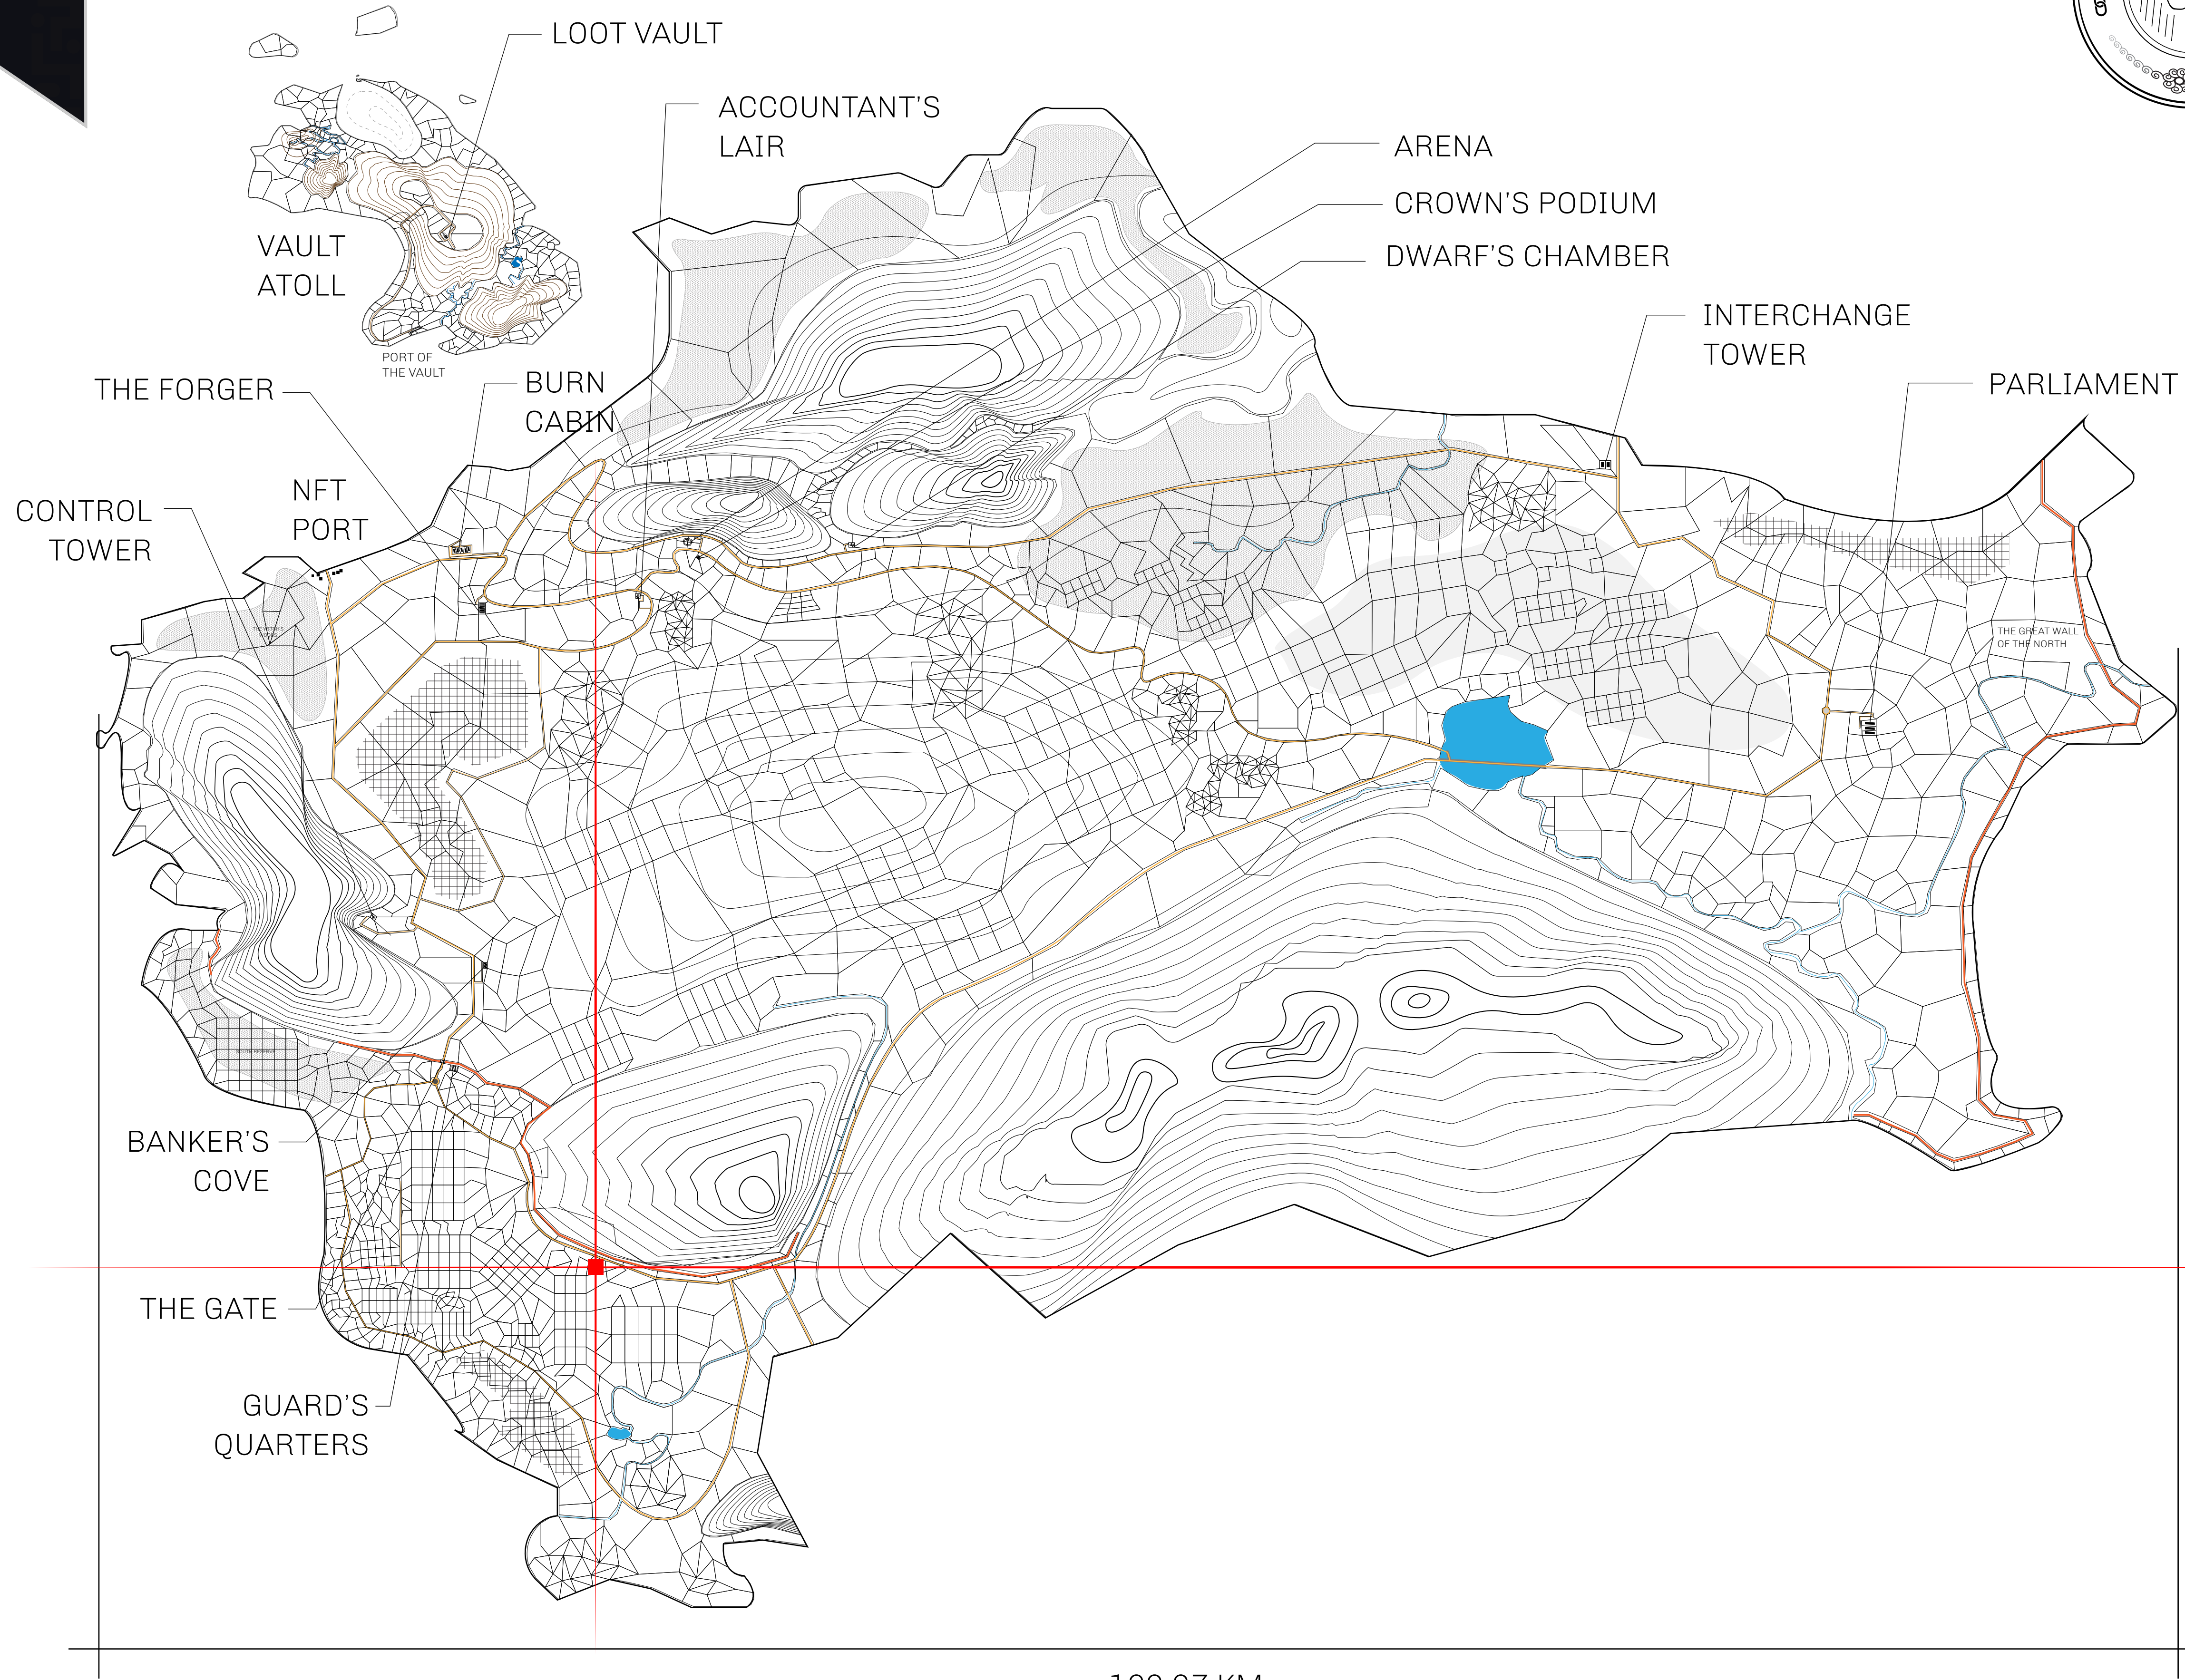 LOOT VAULT
ACCOUNTANT'S
LAIR
ARENA
CROWN'S PODIUM
DWARF'S CHAMBER
VAULT
ATOLL
INTERCHANGE
TOWER
PORT OF
THE VAULT
THE FORGER
BURN
CABIN
PARLIAMENT
NFT
PORT
CONTROL
TOWER
THE GREAT WALL
OF THE NORTH
SOUTH RESERVE
BANKER'S
COVE
THE GATE
GUARD'S
QUARTERS